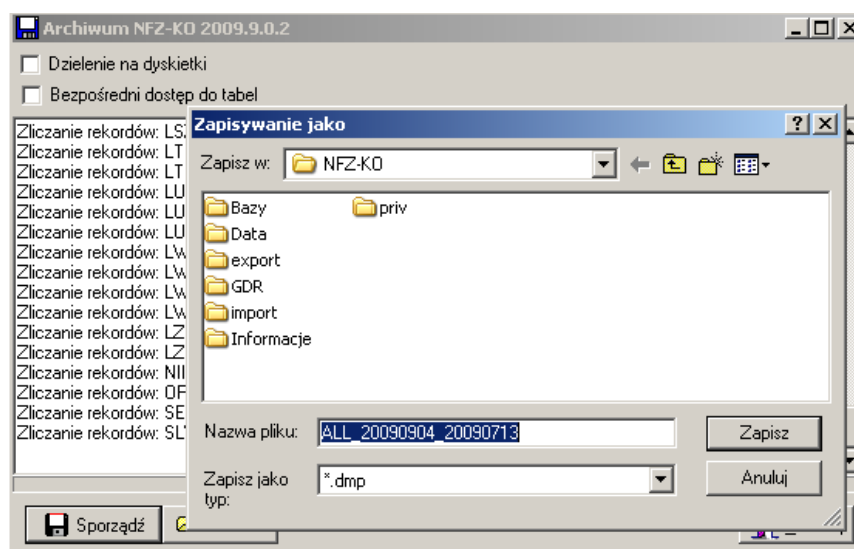 Archiwum NFZ-KO 2009.9.0.2
Dzielenie na dyskietki
Bezpośredni dostęp do tabel
Zliczanie rekordów: LS
Zliczanie rekordów: LT
Zliczanie rekordów: LT
Zliczanie rekordów: LU
Zliczanie rekordów: LU
Zliczanie rekordów: LU
Zliczanie rekordów: LW
Zliczanie rekordów: LW
Zliczanie rekordów: LW
Zliczanie rekordów: LW
Zliczanie rekordów: LZ
Zliczanie rekordów: LZ
Zliczanie rekordów: NII
Zliczanie rekordów: OF
Zliczanie rekordów: SE
Zliczanie rekordów: SL
Zapisywanie jako
Zapisz w: NFZ-KO
Bazy priv
Data
export
GDR
import
Informacje
Nazwa pliku: ALL_20090904_20090713 Zapisz
Zapisz jako typ: *.dmp Anuluj
Sporządź